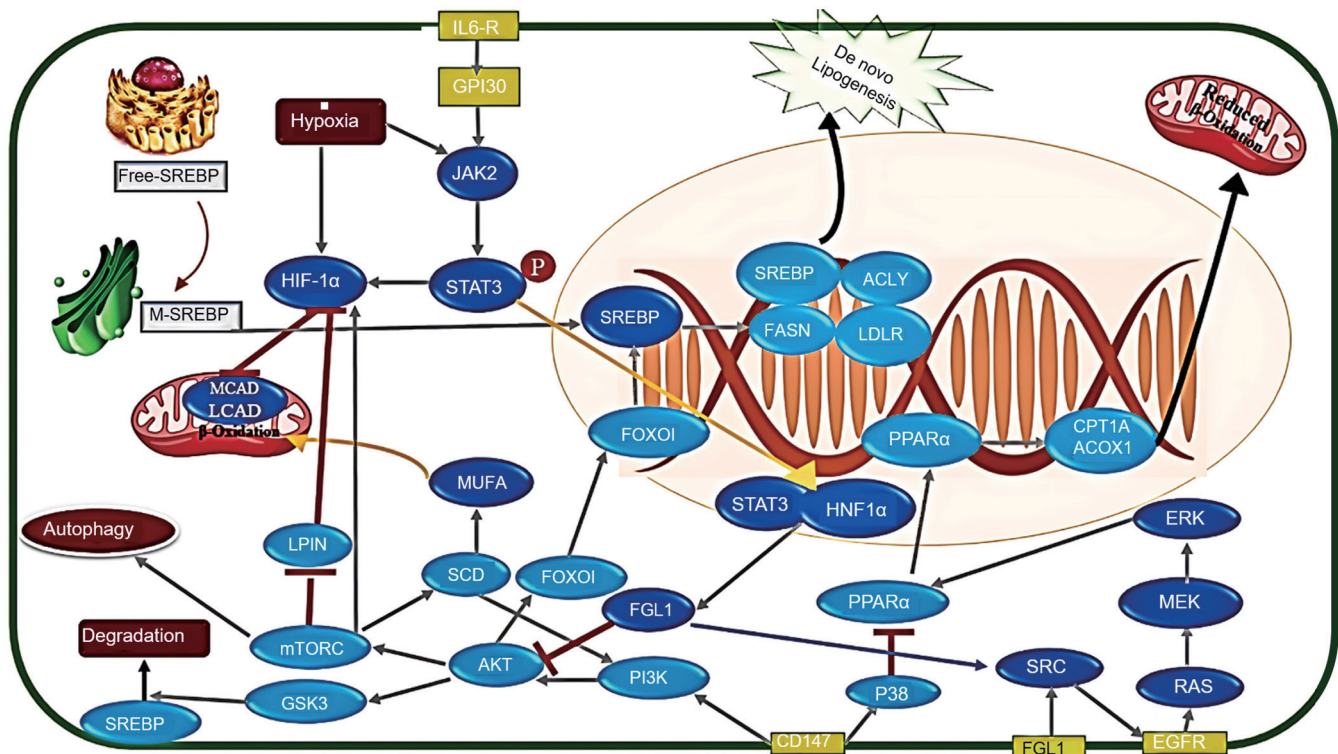 IL6-R
GPI30
De novo
Lipogenesis
Reduced
β-Oxidation
Hypoxia
JAK2
Free-SREBP
HIF-1α
STAT3
P
M-SREBP
SREBP
SREBP
ACLY
FASN
LDLR
MCAD
LCAD
β-Oxidation
FOXOI
PPARα
CPT1A
ACOX1
MUFA
STAT3
HNF1α
ERK
Autophagy
LPIN
SCD
FOXOI
FGL1
PPARα
MEK
Degradation
mTORC
AKT
PI3K
P38
SRC
RAS
SREBP
GSK3
CD147
FGL1
EGFR